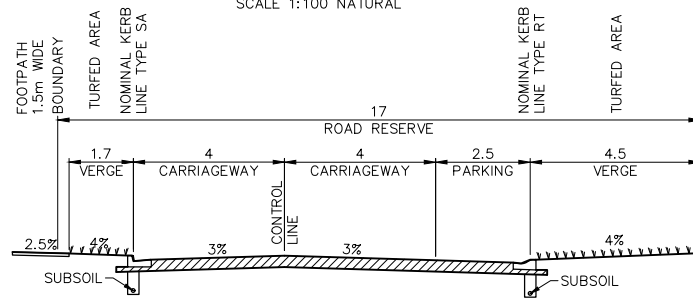 SCALE 1:100 NATURAL
FOOTPATH
1.5m WIDE
BOUNDARY
TURFED AREA
NOMINAL KERB
LINE TYPE SA
NOMINAL KERB
LINE TYPE RT
TURFED AREA
17
ROAD RESERVE
1.7
VERGE
4
CARRIAGEWAY
4
CARRIAGEWAY
2.5
PARKING
4.5
VERGE
CONTROL
LINE
2.5%
4%
3%
3%
4%
SUBSOIL
SUBSOIL